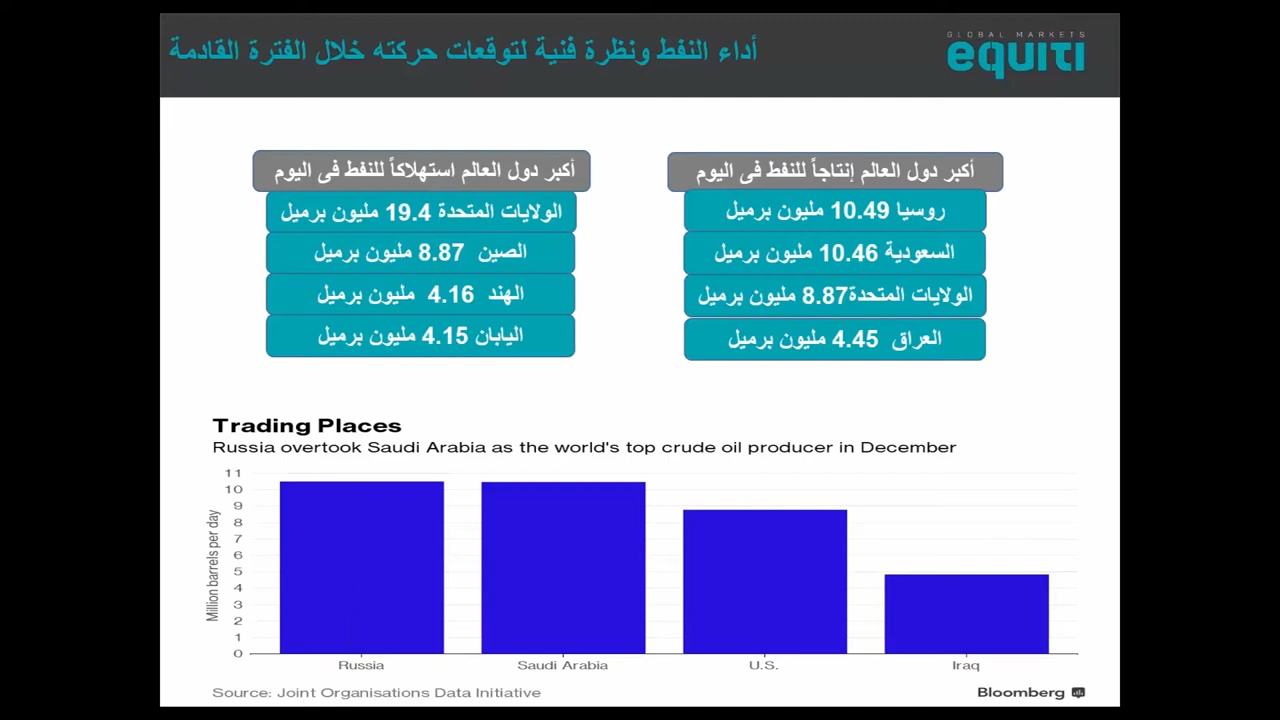 GLOBAL MARKETS
equiti
أداء النفط ونظرة فنية لتوقعات حركته خلال الفترة القادمة
أكبر دول العالم إنتاجاً للنفط فى اليوم
روسيا 10.49 مليون برميل
السعودية 10.46 مليون برميل
الولايات المتحدة8.87 مليون برميل
العراق 4.45 مليون برميل
أكبر دول العالم استهلاكاً للنفط فى اليوم
الولايات المتحدة 19.4 مليون برميل
الصين 8.87 مليون برميل
الهند 4.16 مليون برميل
اليابان 4.15 مليون برميل
Trading Places
Russia overtook Saudi Arabia as the world's top crude oil producer in December
Million barrels per day
11
10
9
8
7
6
5
4
3
2
1
0
Russia Saudi Arabia U.S. Iraq
Source: Joint Organisations Data Initiative
Bloomberg